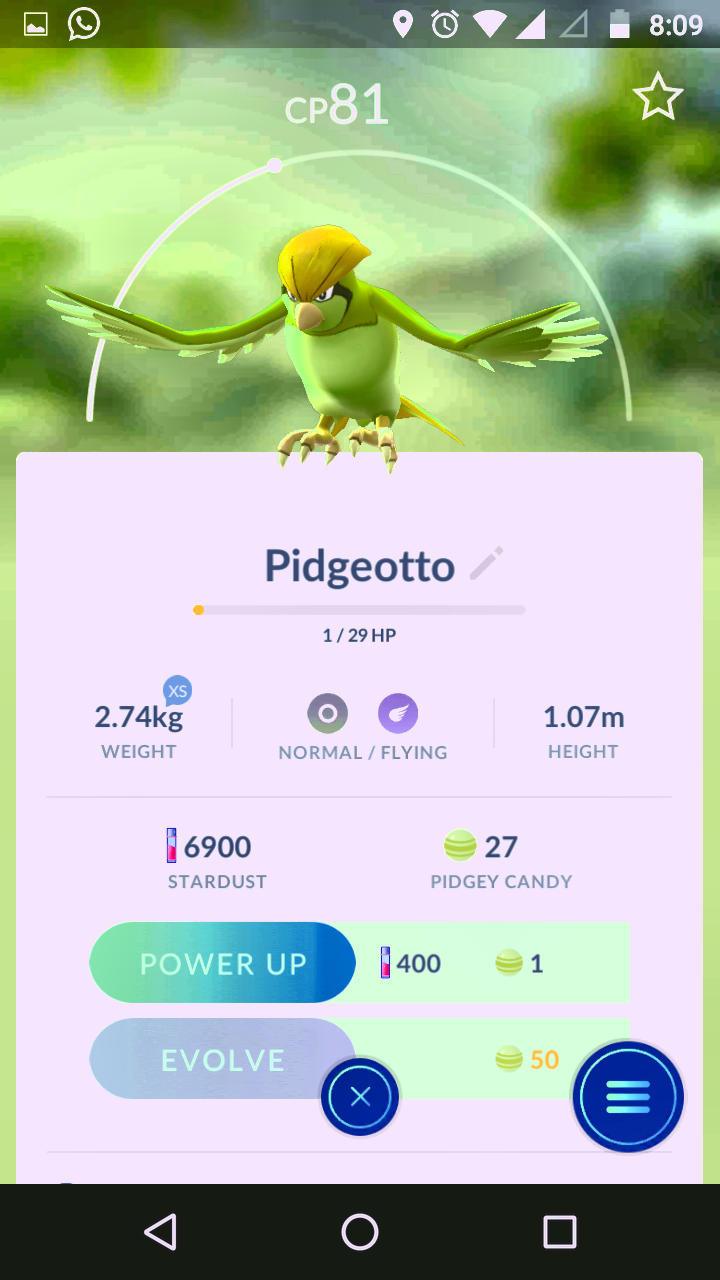 8:09
CP81
Pidgeotto
1 / 29 HP
XS
2.74kg
1.07m
WEIGHT
NORMAL / FLYING
HEIGHT
6900
27
STARDUST
PIDGEY CANDY
POWER UP 400 1
EVOLVE 50